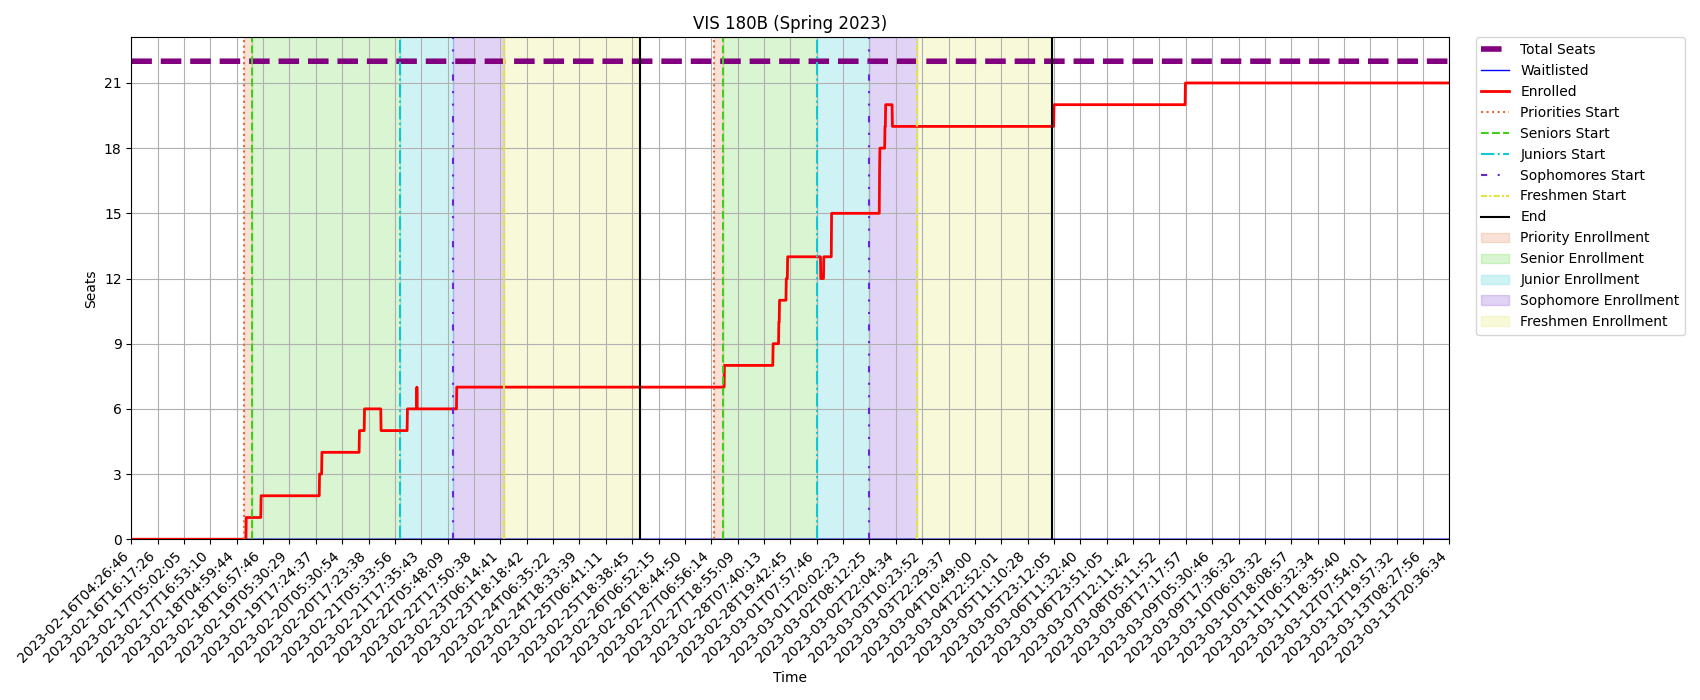 VIS 180B (Spring 2023)
Seats
21
18
15
12
9
6
3
0
2023-02-16T04:26:46
2023-02-16T16:17:26
2023-02-17T05:02:05
2023-02-17T16:53:10
2023-02-18T04:59:44
2023-02-18T16:57:46
2023-02-19T05:30:29
2023-02-19T17:24:37
2023-02-20T05:30:54
2023-02-20T17:23:38
2023-02-21T05:33:56
2023-02-21T17:35:43
2023-02-22T05:48:09
2023-02-22T17:50:38
2023-02-23T06:14:41
2023-02-23T18:18:42
2023-02-24T06:35:22
2023-02-24T18:33:39
2023-02-25T06:41:11
2023-02-25T18:38:45
2023-02-26T06:52:15
2023-02-26T18:44:50
2023-02-27T06:56:14
2023-02-27T18:55:09
2023-02-28T07:40:13
2023-02-28T19:42:45
2023-03-01T07:57:46
2023-03-01T20:02:23
2023-03-02T08:12:25
2023-03-02T22:04:34
2023-03-03T10:23:52
2023-03-03T22:29:37
2023-03-04T10:49:00
2023-03-04T22:52:01
2023-03-05T11:10:28
2023-03-05T23:12:05
2023-03-06T11:32:40
2023-03-06T23:51:05
2023-03-07T12:11:42
2023-03-08T05:11:52
2023-03-08T17:17:57
2023-03-09T05:30:46
2023-03-09T17:36:32
2023-03-10T06:03:32
2023-03-10T18:08:57
2023-03-11T06:32:34
2023-03-11T18:35:40
2023-03-12T07:54:01
2023-03-12T19:57:32
2023-03-13T08:27:56
2023-03-13T20:36:34
Time
Total Seats
Waitlisted
Enrolled
Priorities Start
Seniors Start
Juniors Start
Sophomores Start
Freshmen Start
End
Priority Enrollment
Senior Enrollment
Junior Enrollment
Sophomore Enrollment
Freshmen Enrollment